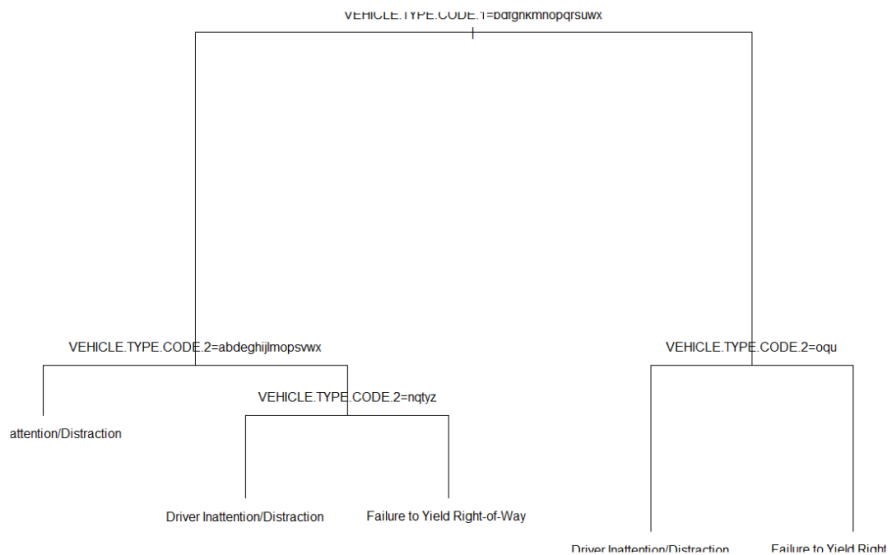 VEHICLE.TYPE.CODE.1=bdfghkmnopqrsuwx
VEHICLE.TYPE.CODE.2=abdeghijlmopsvwx
VEHICLE.TYPE.CODE.2=oqu
VEHICLE.TYPE.CODE.2=nqtyz
attention/Distraction
Driver Inattention/Distraction
Failure to Yield Right-of-Way
Driver Inattention/Distraction
Failure to Yield Right